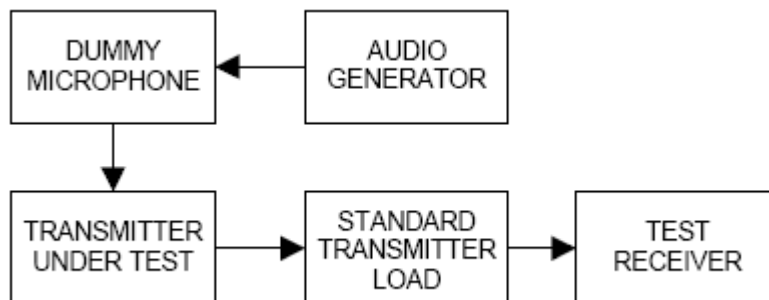 DUMMY
MICROPHONE
AUDIO
GENERATOR
TRANSMITTER
UNDER TEST
STANDARD
TRANSMITTER
LOAD
TEST
RECEIVER